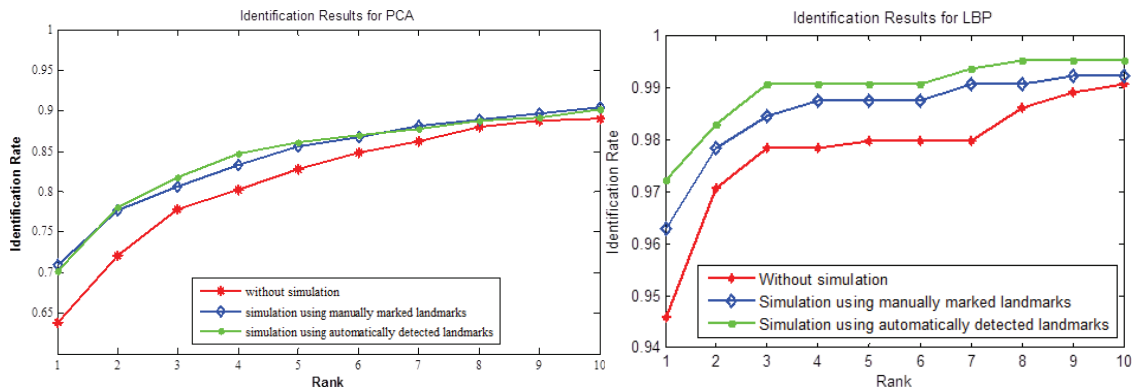 Identification Results for PCA
Identification Rate
1
0.95
0.9
0.85
0.8
0.75
0.7
0.65
without simulation
simulation using manually marked landmarks
simulation using automatically detected landmarks
1 2 3 4 5 6 7 8 9 10
Rank
Identification Results for LBP
Identification Rate
1
0.99
0.98
0.97
0.96
0.95
0.94
Without simulation
Simulation using manually marked landmarks
Simulation using automatically detected landmarks
1 2 3 4 5 6 7 8 9 10
Rank